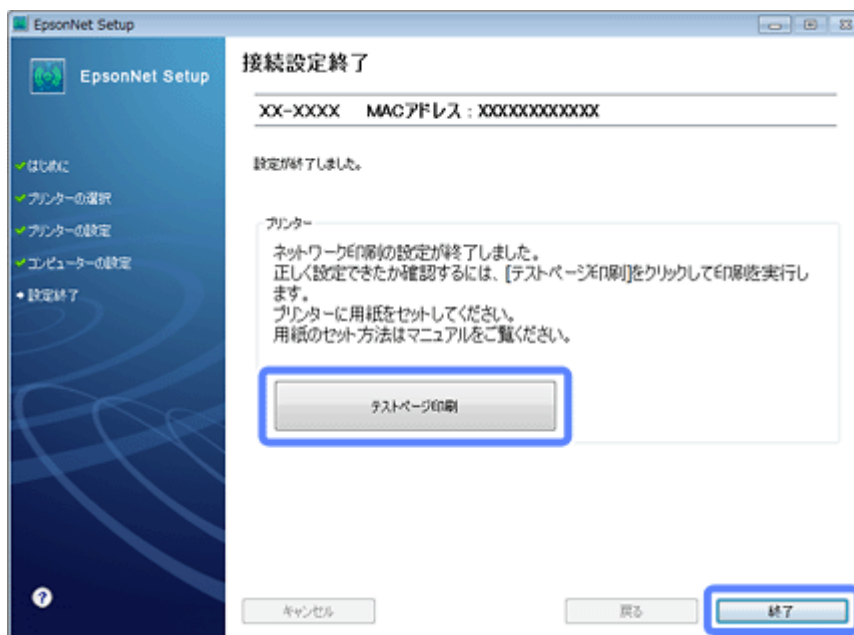 EpsonNet Setup
EpsonNet Setup
はじめに
プリンターの選択
プリンターの設定
コンピューターの設定
設定終了
接続設定終了
XX-XXXX MACアドレス：XXXXXXXXXXXX
設定が終了しました。
プリンター
ネットワーク印刷の設定が終了しました。
正しく設定できたか確認するには、[テストページ印刷]をクリックして印刷を実行し
ます。
プリンターに用紙をセットしてください。
用紙のセット方法はマニュアルをご覧ください。
テストページ印刷
?
キャンセル
戻る
終了